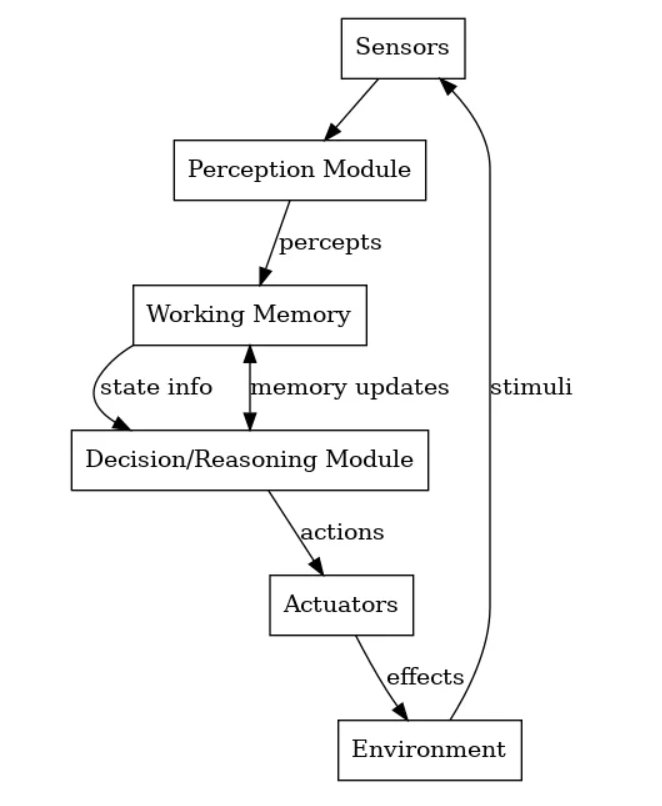 Sensors
Perception Module
percepts
Working Memory
state info
memory updates
stimuli
Decision/Reasoning Module
actions
Actuators
effects
Environment